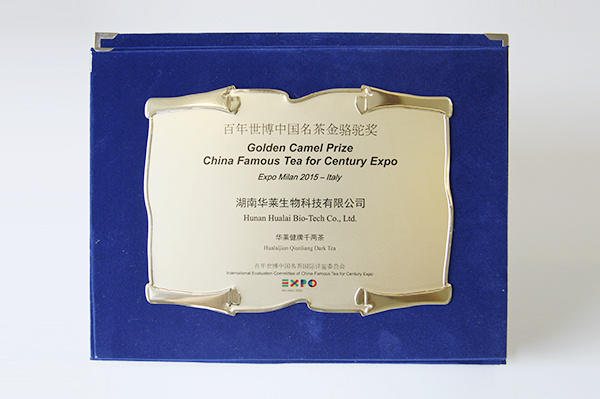 百年世博中国名茶金骆驼奖
Golden Camel Prize
China Famous Tea for Century Expo
Expo Milan 2015 – Italy
湖南华莱生物科技有限公司
Hunan Hualai Bio-Tech Co., Ltd.
华莱健牌千两茶
Hualaijian Qianliang Dark Tea
百年世博中国名茶国际评鉴委员会
International Evaluation Committee of China Famous Tea for Century Expo
EXPO